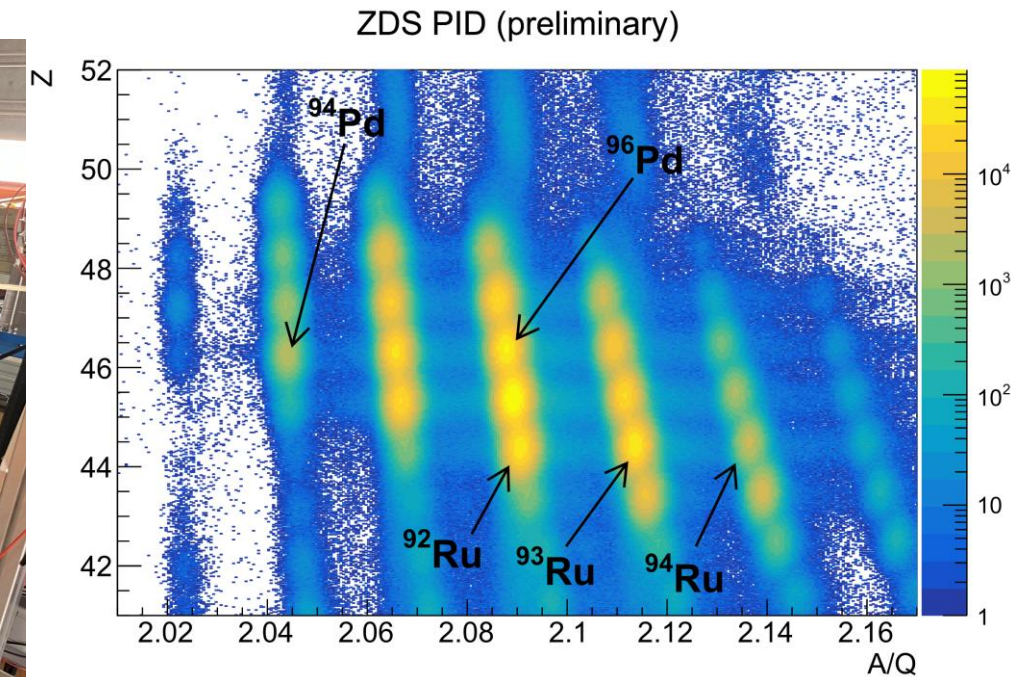 ZDS PID (preliminary)
Z
52
50
48
46
44
42
⁹⁴Pd
⁹⁶Pd
⁹²Ru
⁹³Ru
⁹⁴Ru
10⁴
10³
10²
10
1
2.02 2.04 2.06 2.08 2.1 2.12 2.14 2.16
A/Q